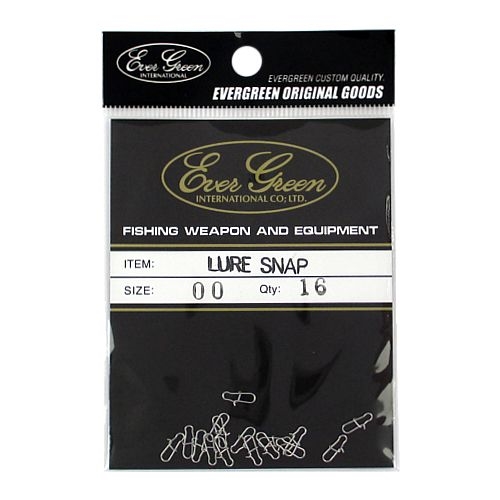 Ever Green
INTERNATIONAL
EVERGREEN CUSTOM QUALITY.
EVERGREEN ORIGINAL GOODS
Ever Green
INTERNATIONAL CO; LTD.
FISHING WEAPON AND EQUIPMENT
ITEM: LURE SNAP
SIZE: 00 Qty: 16